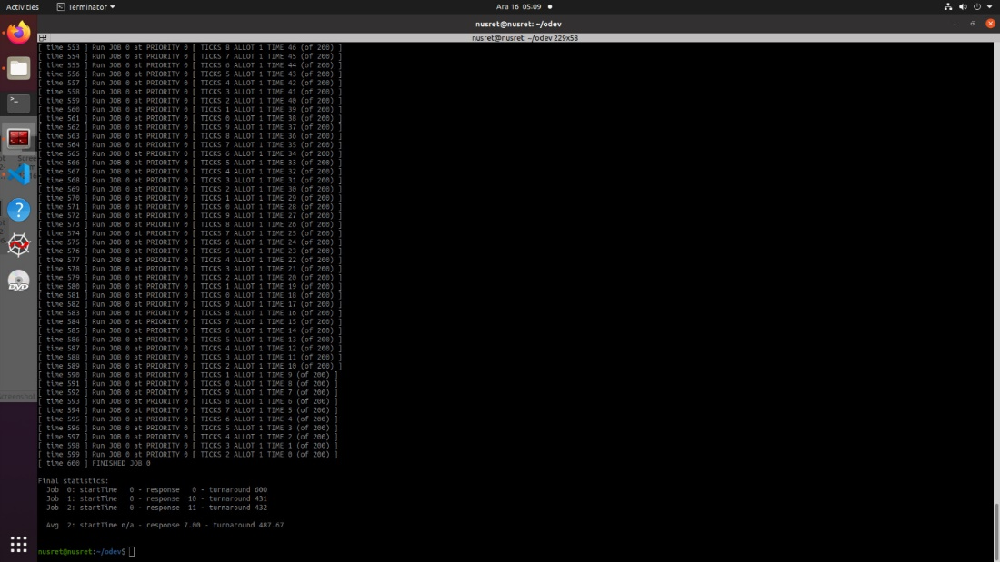 Activities
Terminator
Ara 16 05:09
nusret@nusret: ~/odev
nusret@nusret: ~/odev 229x58
[ time 553 ] Run JOB 0 at PRIORITY 0 [ TICKS 8 ALLOT 1 TIME 46 (of 200) ]
[ time 554 ] Run JOB 0 at PRIORITY 0 [ TICKS 7 ALLOT 1 TIME 45 (of 200) ]
[ time 555 ] Run JOB 0 at PRIORITY 0 [ TICKS 6 ALLOT 1 TIME 44 (of 200) ]
[ time 556 ] Run JOB 0 at PRIORITY 0 [ TICKS 5 ALLOT 1 TIME 43 (of 200) ]
[ time 557 ] Run JOB 0 at PRIORITY 0 [ TICKS 4 ALLOT 1 TIME 42 (of 200) ]
[ time 558 ] Run JOB 0 at PRIORITY 0 [ TICKS 3 ALLOT 1 TIME 41 (of 200) ]
[ time 559 ] Run JOB 0 at PRIORITY 0 [ TICKS 2 ALLOT 1 TIME 40 (of 200) ]
[ time 560 ] Run JOB 0 at PRIORITY 0 [ TICKS 1 ALLOT 1 TIME 39 (of 200) ]
[ time 561 ] Run JOB 0 at PRIORITY 0 [ TICKS 0 ALLOT 1 TIME 38 (of 200) ]
[ time 562 ] Run JOB 0 at PRIORITY 0 [ TICKS 9 ALLOT 1 TIME 37 (of 200) ]
[ time 563 ] Run JOB 0 at PRIORITY 0 [ TICKS 8 ALLOT 1 TIME 36 (of 200) ]
[ time 564 ] Run JOB 0 at PRIORITY 0 [ TICKS 7 ALLOT 1 TIME 35 (of 200) ]
[ time 565 ] Run JOB 0 at PRIORITY 0 [ TICKS 6 ALLOT 1 TIME 34 (of 200) ]
[ time 566 ] Run JOB 0 at PRIORITY 0 [ TICKS 5 ALLOT 1 TIME 33 (of 200) ]
[ time 567 ] Run JOB 0 at PRIORITY 0 [ TICKS 4 ALLOT 1 TIME 32 (of 200) ]
[ time 568 ] Run JOB 0 at PRIORITY 0 [ TICKS 3 ALLOT 1 TIME 31 (of 200) ]
[ time 569 ] Run JOB 0 at PRIORITY 0 [ TICKS 2 ALLOT 1 TIME 30 (of 200) ]
[ time 570 ] Run JOB 0 at PRIORITY 0 [ TICKS 1 ALLOT 1 TIME 29 (of 200) ]
[ time 571 ] Run JOB 0 at PRIORITY 0 [ TICKS 0 ALLOT 1 TIME 28 (of 200) ]
[ time 572 ] Run JOB 0 at PRIORITY 0 [ TICKS 9 ALLOT 1 TIME 27 (of 200) ]
[ time 573 ] Run JOB 0 at PRIORITY 0 [ TICKS 8 ALLOT 1 TIME 26 (of 200) ]
[ time 574 ] Run JOB 0 at PRIORITY 0 [ TICKS 7 ALLOT 1 TIME 25 (of 200) ]
[ time 575 ] Run JOB 0 at PRIORITY 0 [ TICKS 6 ALLOT 1 TIME 24 (of 200) ]
[ time 576 ] Run JOB 0 at PRIORITY 0 [ TICKS 5 ALLOT 1 TIME 23 (of 200) ]
[ time 577 ] Run JOB 0 at PRIORITY 0 [ TICKS 4 ALLOT 1 TIME 22 (of 200) ]
[ time 578 ] Run JOB 0 at PRIORITY 0 [ TICKS 3 ALLOT 1 TIME 21 (of 200) ]
[ time 579 ] Run JOB 0 at PRIORITY 0 [ TICKS 2 ALLOT 1 TIME 20 (of 200) ]
[ time 580 ] Run JOB 0 at PRIORITY 0 [ TICKS 1 ALLOT 1 TIME 19 (of 200) ]
[ time 581 ] Run JOB 0 at PRIORITY 0 [ TICKS 0 ALLOT 1 TIME 18 (of 200) ]
[ time 582 ] Run JOB 0 at PRIORITY 0 [ TICKS 9 ALLOT 1 TIME 17 (of 200) ]
[ time 583 ] Run JOB 0 at PRIORITY 0 [ TICKS 8 ALLOT 1 TIME 16 (of 200) ]
[ time 584 ] Run JOB 0 at PRIORITY 0 [ TICKS 7 ALLOT 1 TIME 15 (of 200) ]
[ time 585 ] Run JOB 0 at PRIORITY 0 [ TICKS 6 ALLOT 1 TIME 14 (of 200) ]
[ time 586 ] Run JOB 0 at PRIORITY 0 [ TICKS 5 ALLOT 1 TIME 13 (of 200) ]
[ time 587 ] Run JOB 0 at PRIORITY 0 [ TICKS 4 ALLOT 1 TIME 12 (of 200) ]
[ time 588 ] Run JOB 0 at PRIORITY 0 [ TICKS 3 ALLOT 1 TIME 11 (of 200) ]
[ time 589 ] Run JOB 0 at PRIORITY 0 [ TICKS 2 ALLOT 1 TIME 10 (of 200) ]
[ time 590 ] Run JOB 0 at PRIORITY 0 [ TICKS 1 ALLOT 1 TIME 9 (of 200) ]
[ time 591 ] Run JOB 0 at PRIORITY 0 [ TICKS 0 ALLOT 1 TIME 8 (of 200) ]
[ time 592 ] Run JOB 0 at PRIORITY 0 [ TICKS 9 ALLOT 1 TIME 7 (of 200) ]
[ time 593 ] Run JOB 0 at PRIORITY 0 [ TICKS 8 ALLOT 1 TIME 6 (of 200) ]
[ time 594 ] Run JOB 0 at PRIORITY 0 [ TICKS 7 ALLOT 1 TIME 5 (of 200) ]
[ time 595 ] Run JOB 0 at PRIORITY 0 [ TICKS 6 ALLOT 1 TIME 4 (of 200) ]
[ time 596 ] Run JOB 0 at PRIORITY 0 [ TICKS 5 ALLOT 1 TIME 3 (of 200) ]
[ time 597 ] Run JOB 0 at PRIORITY 0 [ TICKS 4 ALLOT 1 TIME 2 (of 200) ]
[ time 598 ] Run JOB 0 at PRIORITY 0 [ TICKS 3 ALLOT 1 TIME 1 (of 200) ]
[ time 599 ] Run JOB 0 at PRIORITY 0 [ TICKS 2 ALLOT 1 TIME 0 (of 200) ]
[ time 600 ] FINISHED JOB 0
Final statistics:
Job 0: startTime 0 - response 0 - turnaround 600
Job 1: startTime 0 - response 10 - turnaround 431
Job 2: startTime 0 - response 11 - turnaround 432
Avg 2: startTime n/a - response 7.00 - turnaround 487.67
nusret@nusret:~/odev$